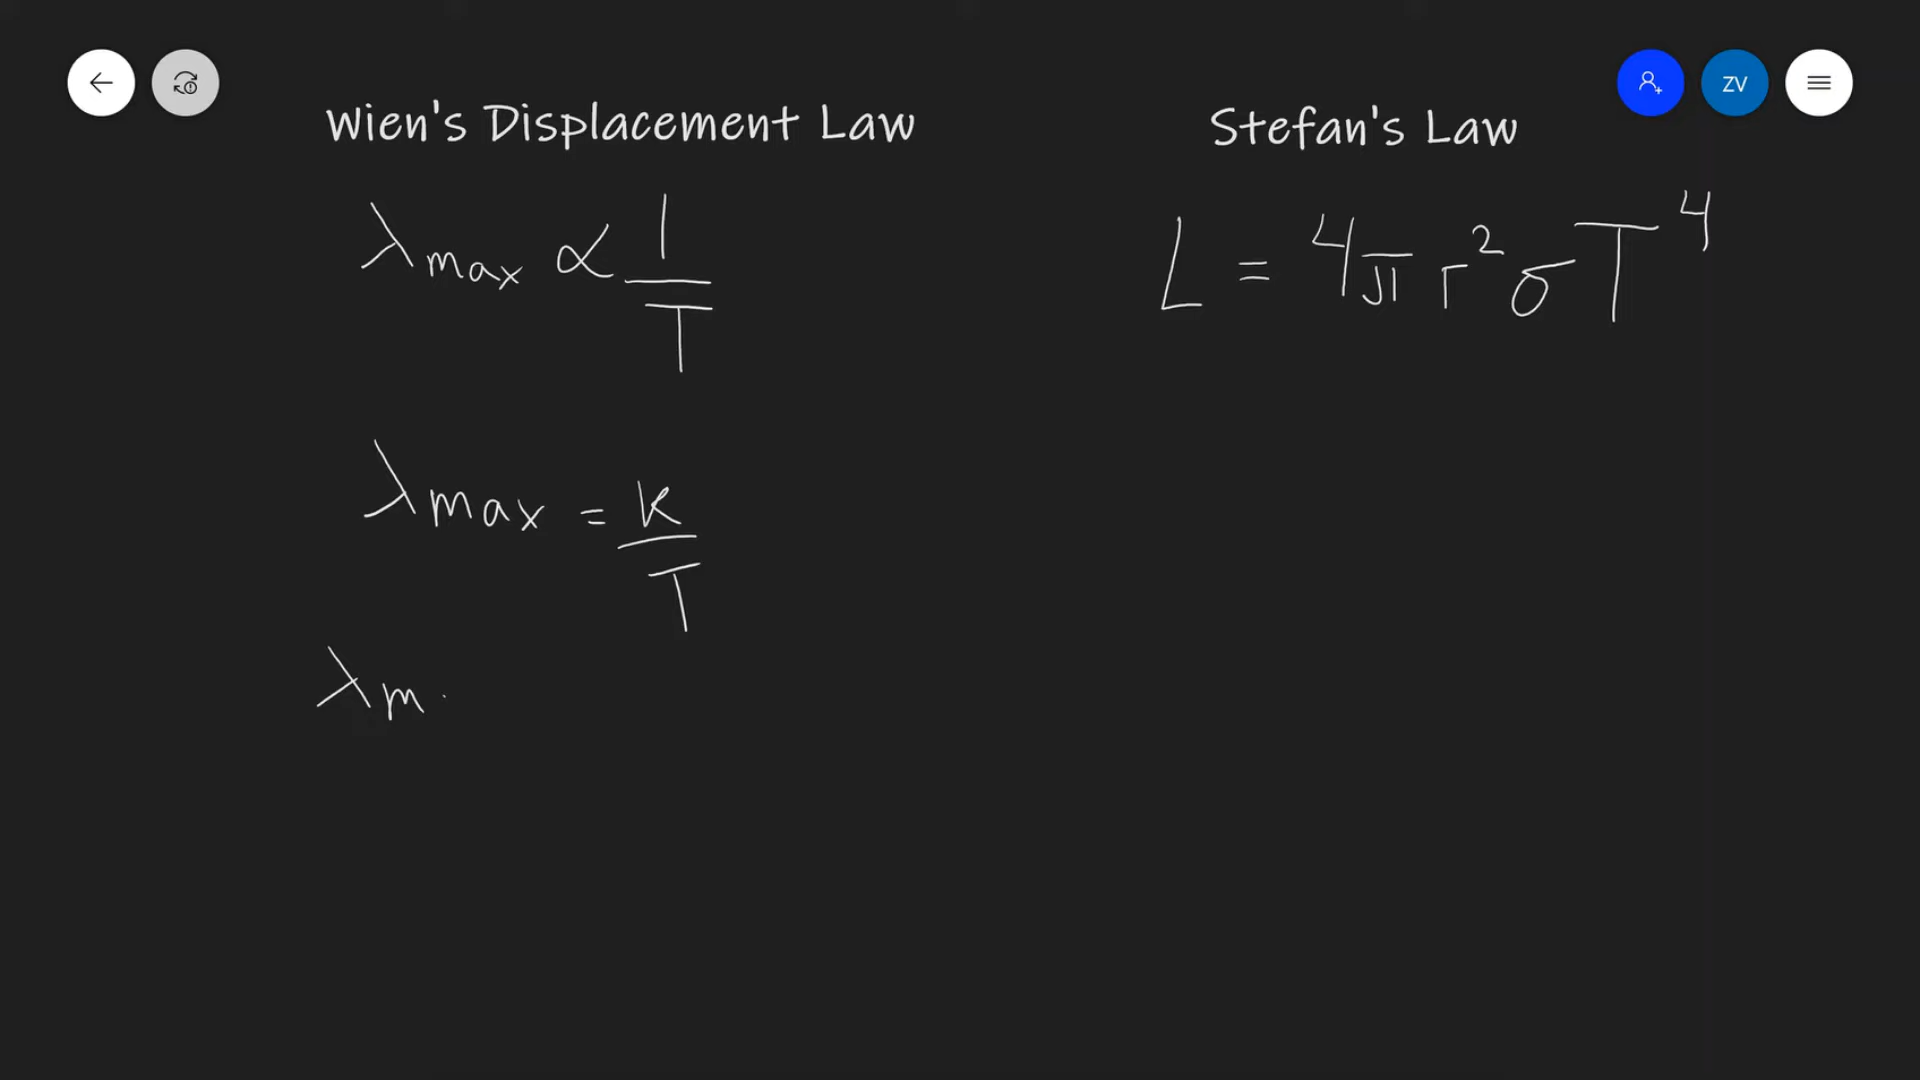 Wien's Displacement Law
λmax ∝ 1/T
λmax = k/T
λm
Stefan's Law
L = 4πr²σT⁴
ZV